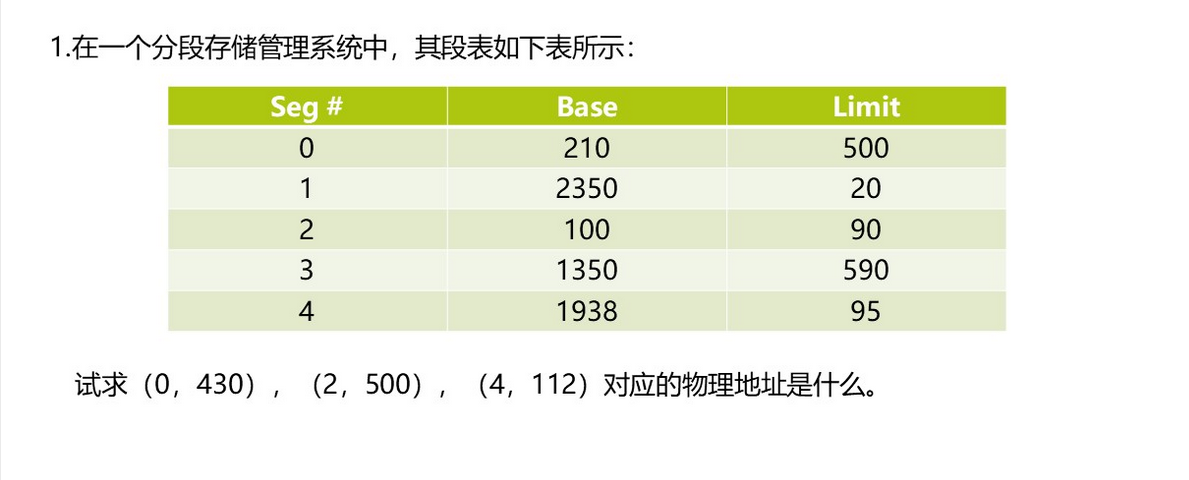 1.在一个分段存储管理系统中，其段表如下表所示：
Seg # Base Limit
0 210 500
1 2350 20
2 100 90
3 1350 590
4 1938 95
试求（0，430），（2，500），（4，112）对应的物理地址是什么。